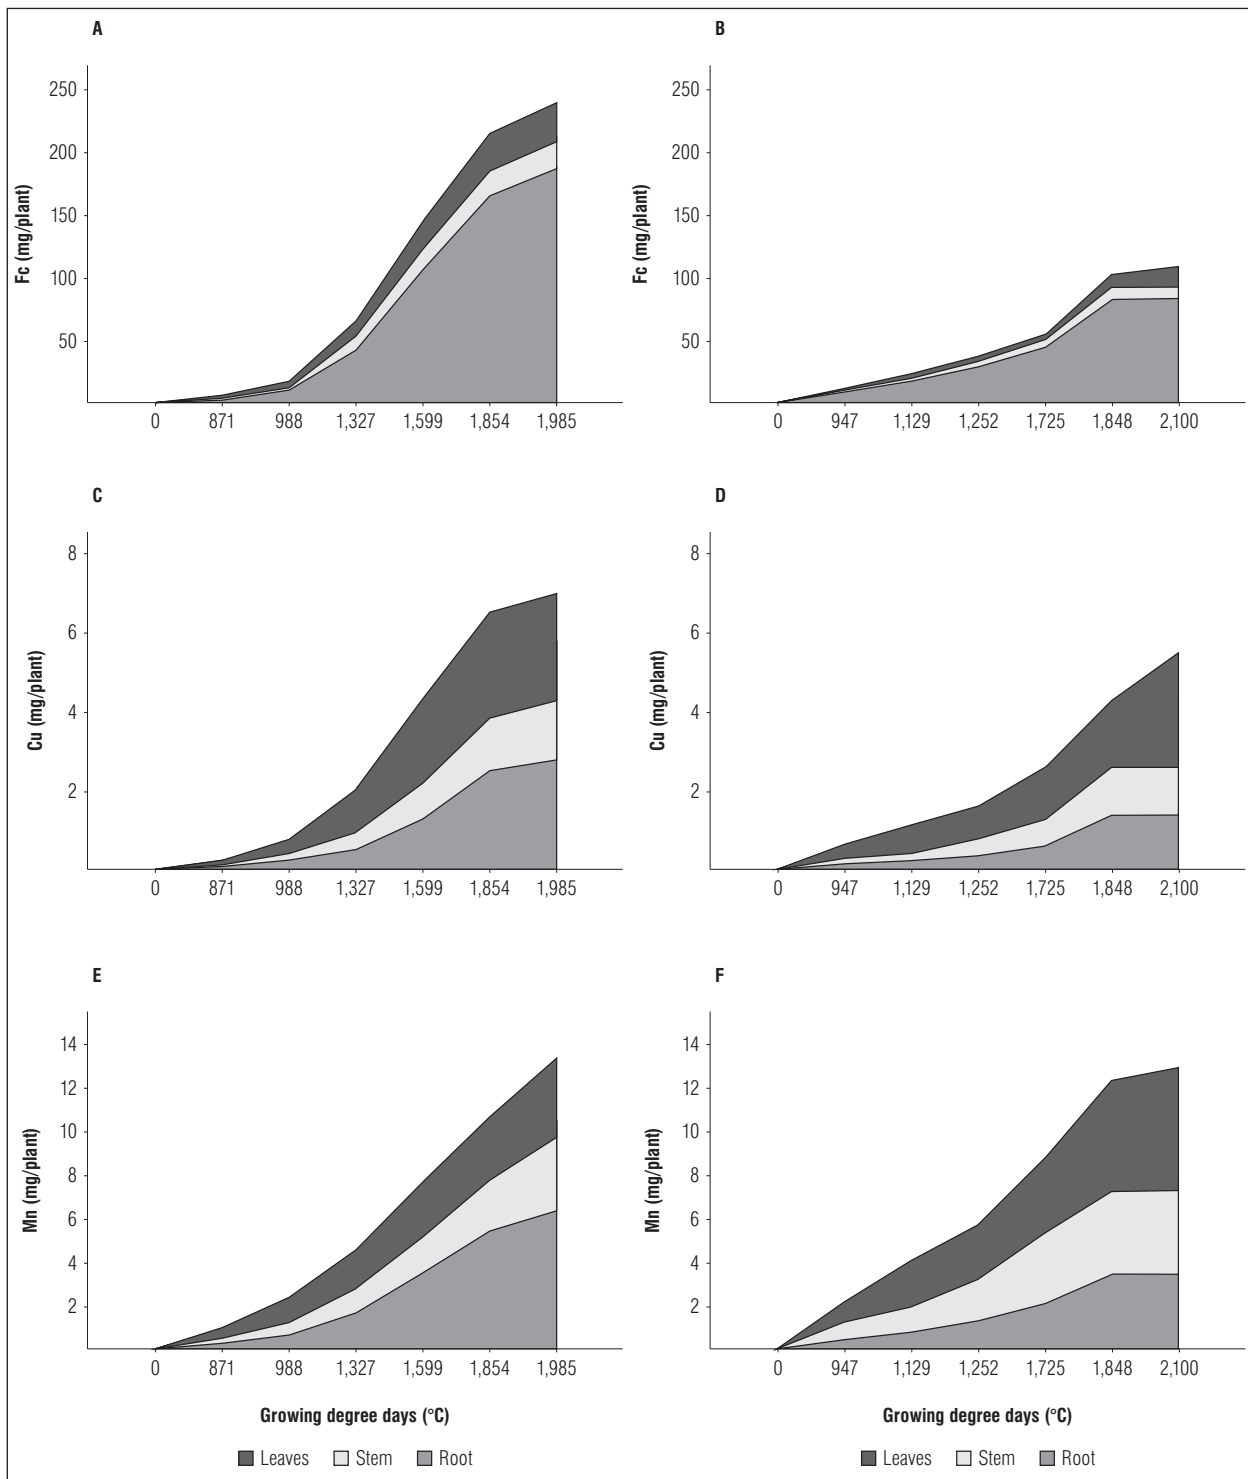 A
Fc (mg/plant)
250
200
150
100
50
0 871 988 1,327 1,599 1,854 1,985
B
Fc (mg/plant)
250
200
150
100
50
0 947 1,129 1,252 1,725 1,848 2,100
C
Cu (mg/plant)
8
6
4
2
0 871 988 1,327 1,599 1,854 1,985
D
Cu (mg/plant)
8
6
4
2
0 947 1,129 1,252 1,725 1,848 2,100
E
Mn (mg/plant)
14
12
10
8
6
4
2
0 871 988 1,327 1,599 1,854 1,985
Growing degree days (°C)
Leaves Stem Root
F
Mn (mg/plant)
14
12
10
8
6
4
2
0 947 1,129 1,252 1,725 1,848 2,100
Growing degree days (°C)
Leaves Stem Root